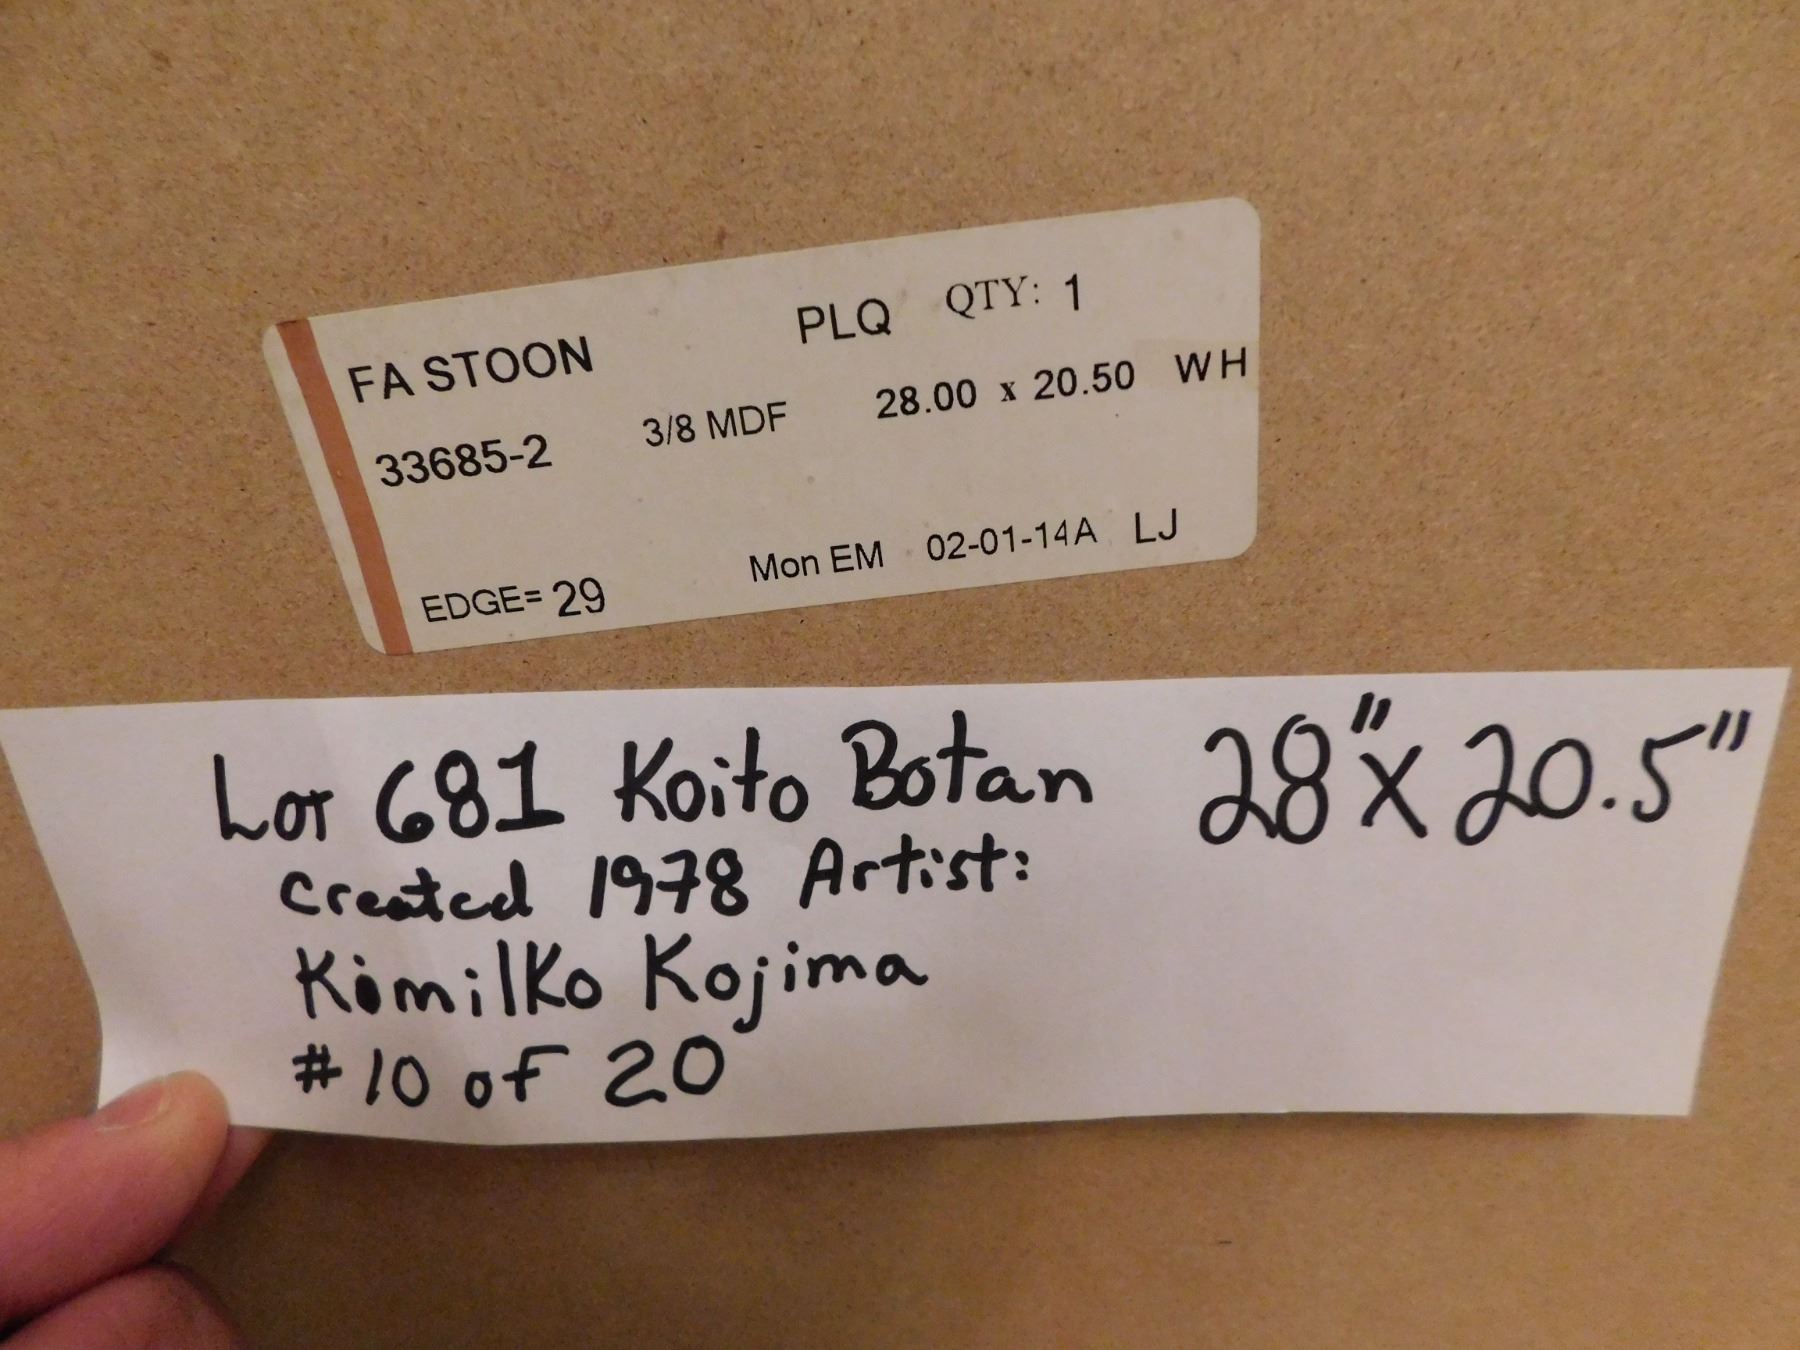 FA STOON PLQ QTY: 1
33685-2 3/8 MDF 28.00 x 20.50 WH
EDGE= 29 Mon EM 02-01-14A LJ
Lot 681 Koito Botan 28" x 20.5"
Created 1978 Artist:
Kimilko Kojima
# 10 of 20